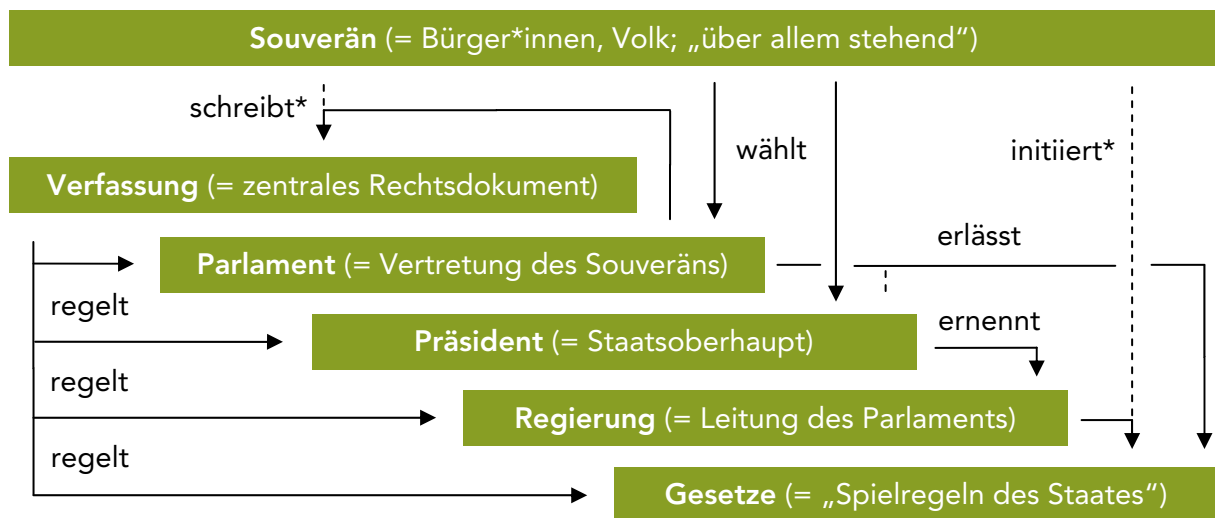 Souverän (= Bürger*innen, Volk; „über allem stehend“)
schreibt*
wählt
initiiert*
Verfassung (= zentrales Rechtsdokument)
erlässt
Parlament (= Vertretung des Souveräns)
regelt
ernennt
Präsident (= Staatsoberhaupt)
regelt
Regierung (= Leitung des Parlaments)
regelt
Gesetze (= „Spielregeln des Staates“)